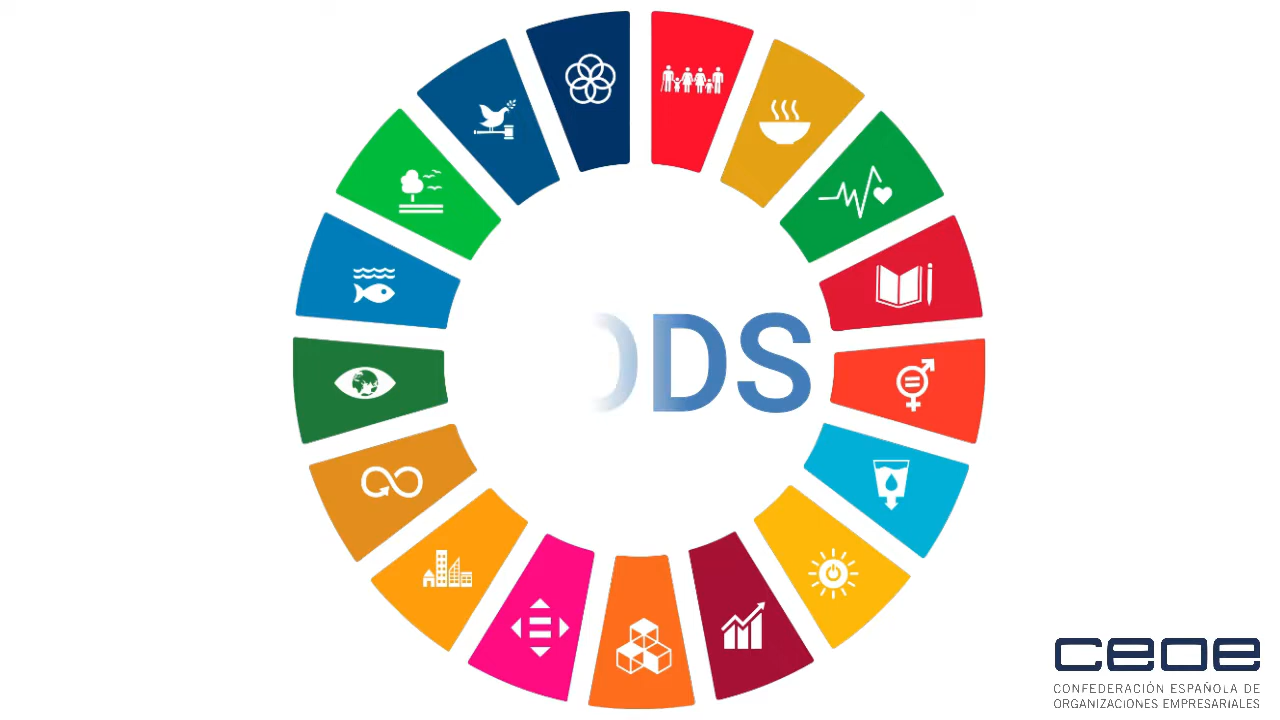 ODS
ceoe
CONFEDERACIÓN ESPAÑOLA DE
ORGANIZACIONES EMPRESARIALES